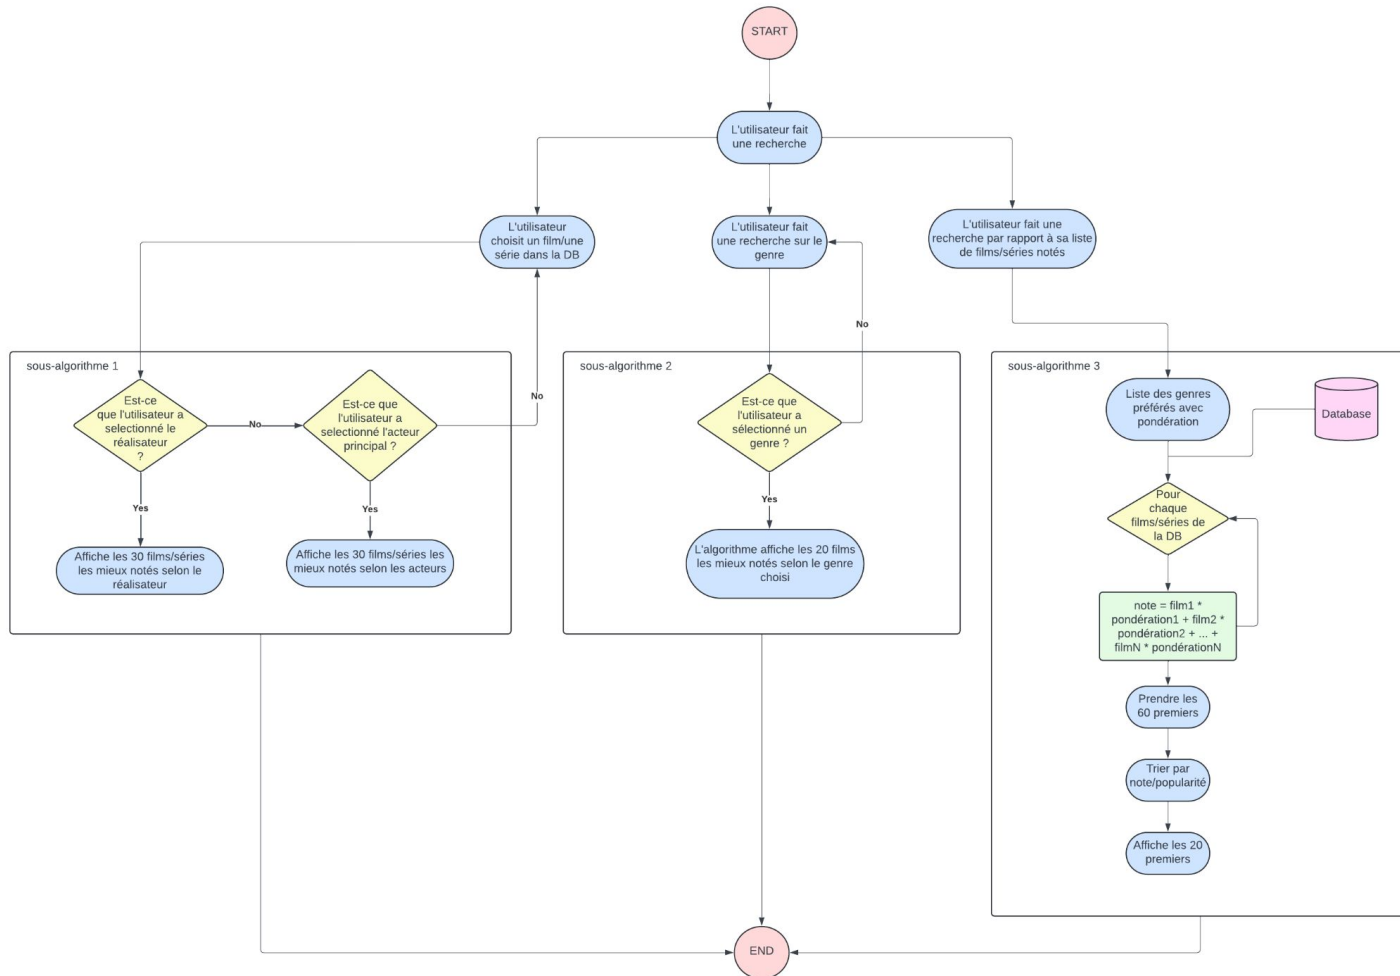 START
L'utilisateur fait
une recherche
L'utilisateur
choisit un film/une
série dans la DB
L'utilisateur fait
une recherche sur le
genre
L'utilisateur fait une
recherche par rapport à sa liste
de films/séries notés
No
No
sous-algorithme 1
Est-ce
que l'utilisateur a
selectionné le
réalisateur
?
No
Est-ce que
l'utilisateur a
selectionné l'acteur
principal ?
Yes
Yes
Affiche les 30 films/séries
les mieux notés selon le
réalisateur
Affiche les 30 films/séries les
mieux notés selon les acteurs
sous-algorithme 2
Est-ce que
l'utilisateur a
sélectionné un
genre ?
Yes
L'algorithme affiche les 20 films
les mieux notés selon le genre
choisi
sous-algorithme 3
Liste des genres
préférés avec
pondération
Database
Pour
chaque
films/séries de
la DB
note = film1 *
pondération1 + film2 *
pondération2 + ... +
filmN * pondérationN
Prendre les
60 premiers
Trier par
note/popularité
Affiche les 20
premiers
END